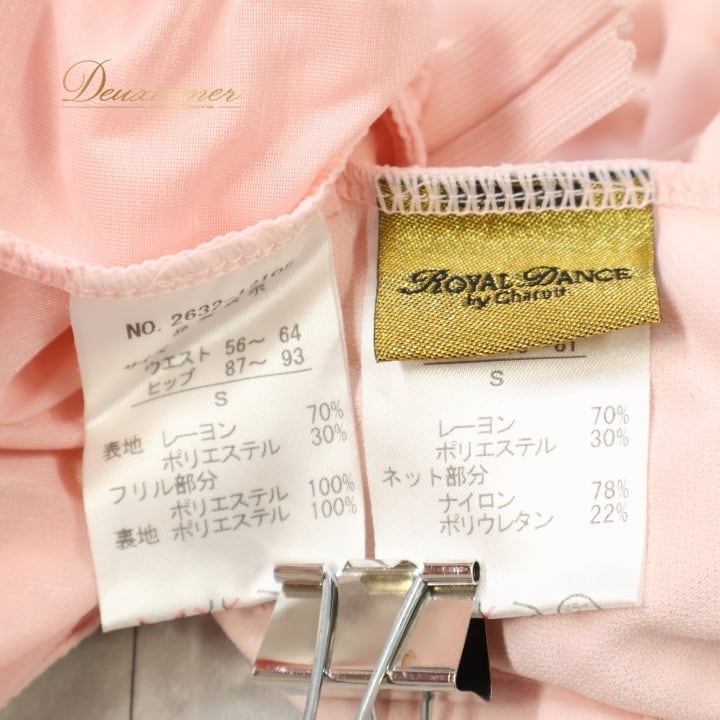 NO. 2632
サイズ
ウエスト 56～ 64
ヒップ 87～ 93
S
表地 レーヨン 70%
ポリエステル 30%
フリル部分
ポリエステル 100%
裏地 ポリエステル 100%
ROYAL DANCE
by Chacott
S
レーヨン 70%
ポリエステル 30%
ネット部分
ナイロン 78%
ポリウレタン 22%